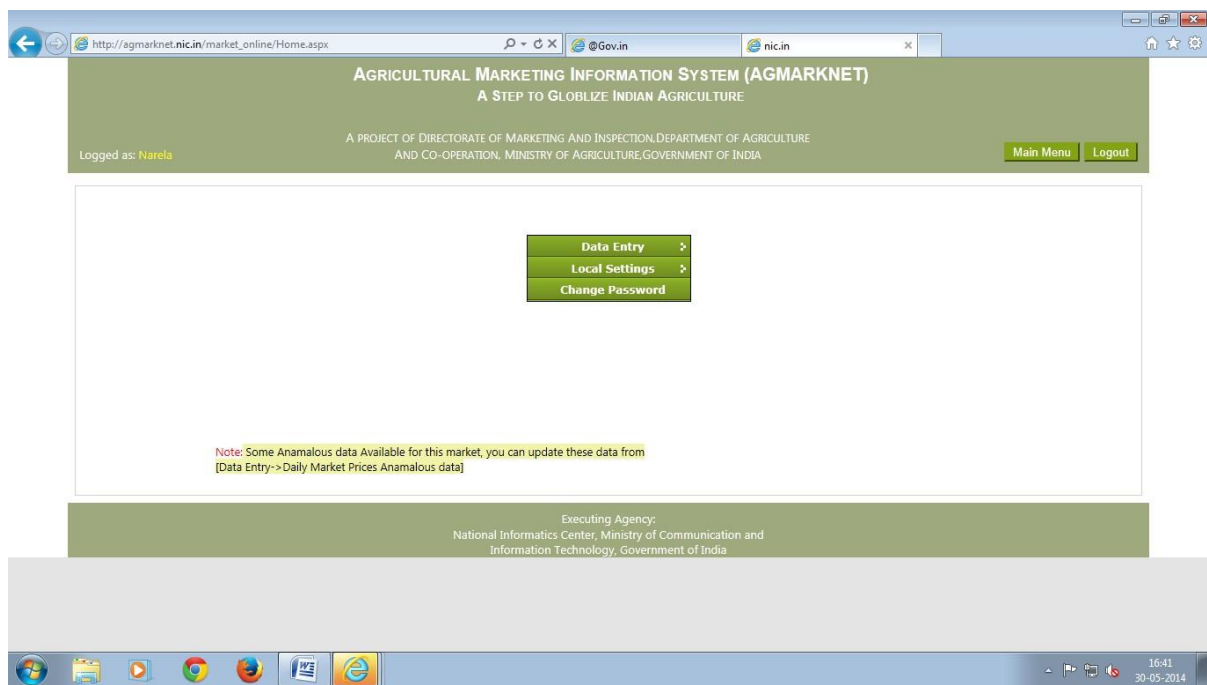 http://agmarknet.nic.in/market_online/Home.aspx
@Gov.in
nic.in
AGRICULTURAL MARKETING INFORMATION SYSTEM (AGMARKNET)
A STEP TO GLOBLIZE INDIAN AGRICULTURE
A PROJECT OF DIRECTORATE OF MARKETING AND INSPECTION,DEPARTMENT OF AGRICULTURE
AND CO-OPERATION, MINISTRY OF AGRICULTURE,GOVERNMENT OF INDIA
Logged as: Narela
Main Menu
Logout
Data Entry
Local Settings
Change Password
Note: Some Anamalous data Available for this market, you can update these data from
[Data Entry->Daily Market Prices Anamalous data]
Executing Agency:
National Informatics Center, Ministry of Communication and
Information Technology, Government of India
16:41
30-05-2014